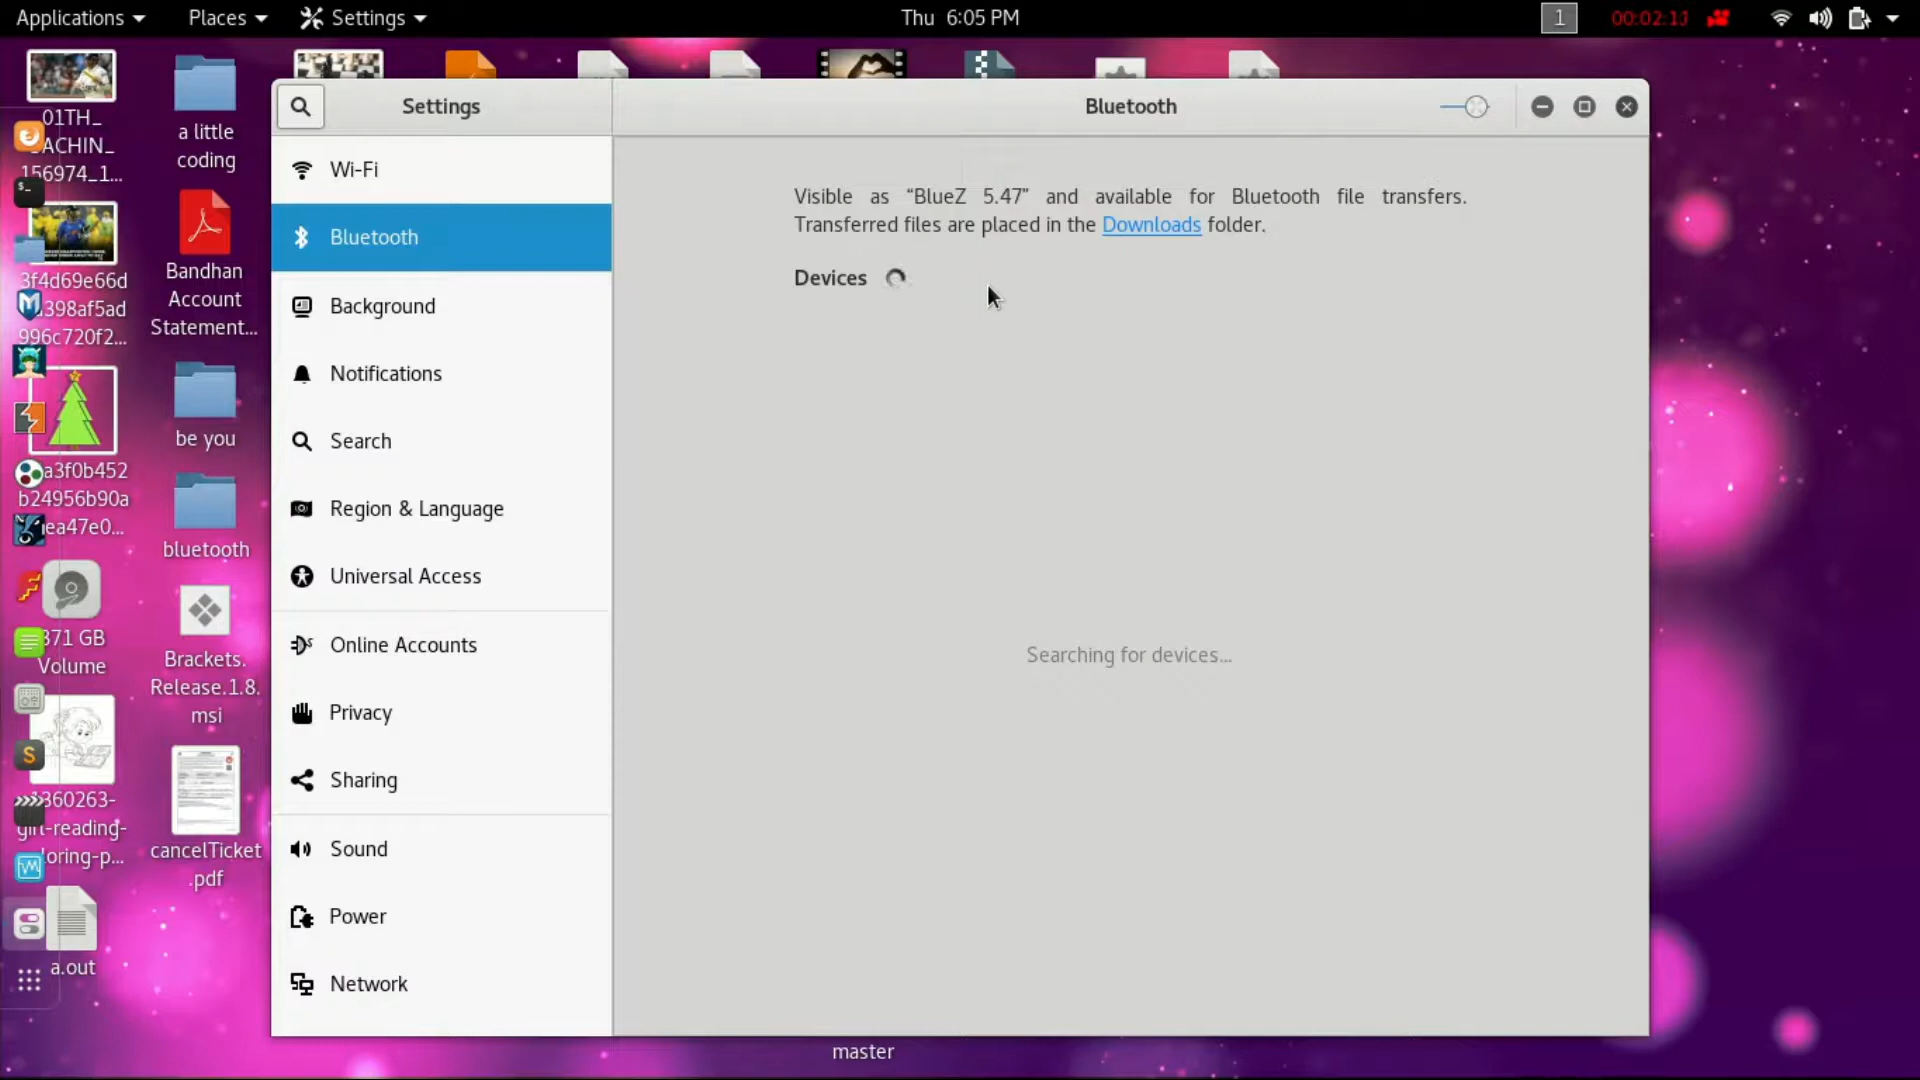 Applications Places Settings Thu 6:05 PM 1 00:02:11
Settings
Bluetooth
Wi-Fi
Bluetooth
Background
Notifications
Search
Region & Language
Universal Access
Online Accounts
Privacy
Sharing
Sound
Power
Network
Visible as “BlueZ 5.47” and available for Bluetooth file transfers.
Transferred files are placed in the Downloads folder.
Devices
Searching for devices...
01TH_
156974_1...
3f4d69e66d
398af5ad
996c720f2...
a3f0b452
b24956b90a
ea47e0...
371 GB
Volume
1360263-
girl-reading-
loring-p...
a.out
a little
coding
Bandhan
Account
Statement...
be you
bluetooth
Brackets.
Release.1.8.
msi
cancelTicket
.pdf
master